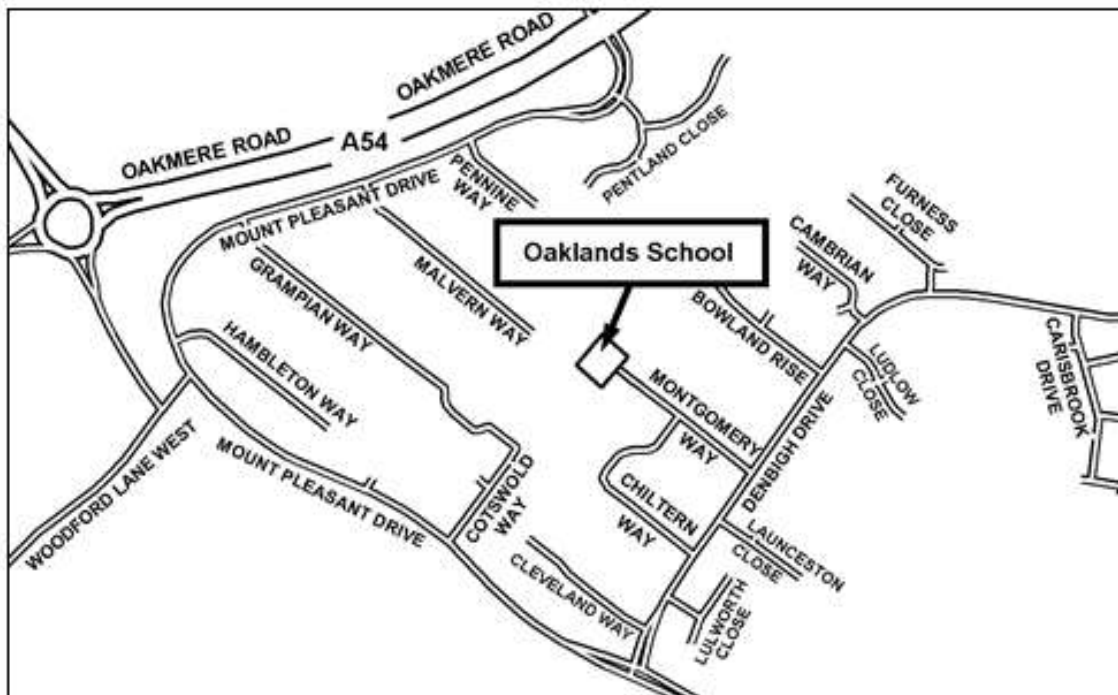 OAKMERE ROAD
OAKMERE ROAD
A54
MOUNT PLEASANT DRIVE
PENNINE
WAY
PENTLAND CLOSE
FURNESS
CLOSE
CAMBRIAN
WAY
Oaklands School
GRAMPIAN WAY
MALVERN WAY
BOWLAND RISE
HAMBLETON WAY
MONTGOMERY
WAY
LUDLOW
CLOSE
CARISBROOK
DRIVE
DENBIGH DRIVE
WOODFORD LANE WEST
MOUNT PLEASANT DRIVE
COTSWOLD
WAY
CHILTERN
WAY
LAUNCESTON
CLOSE
CLEVELAND WAY
LULWORTH
CLOSE